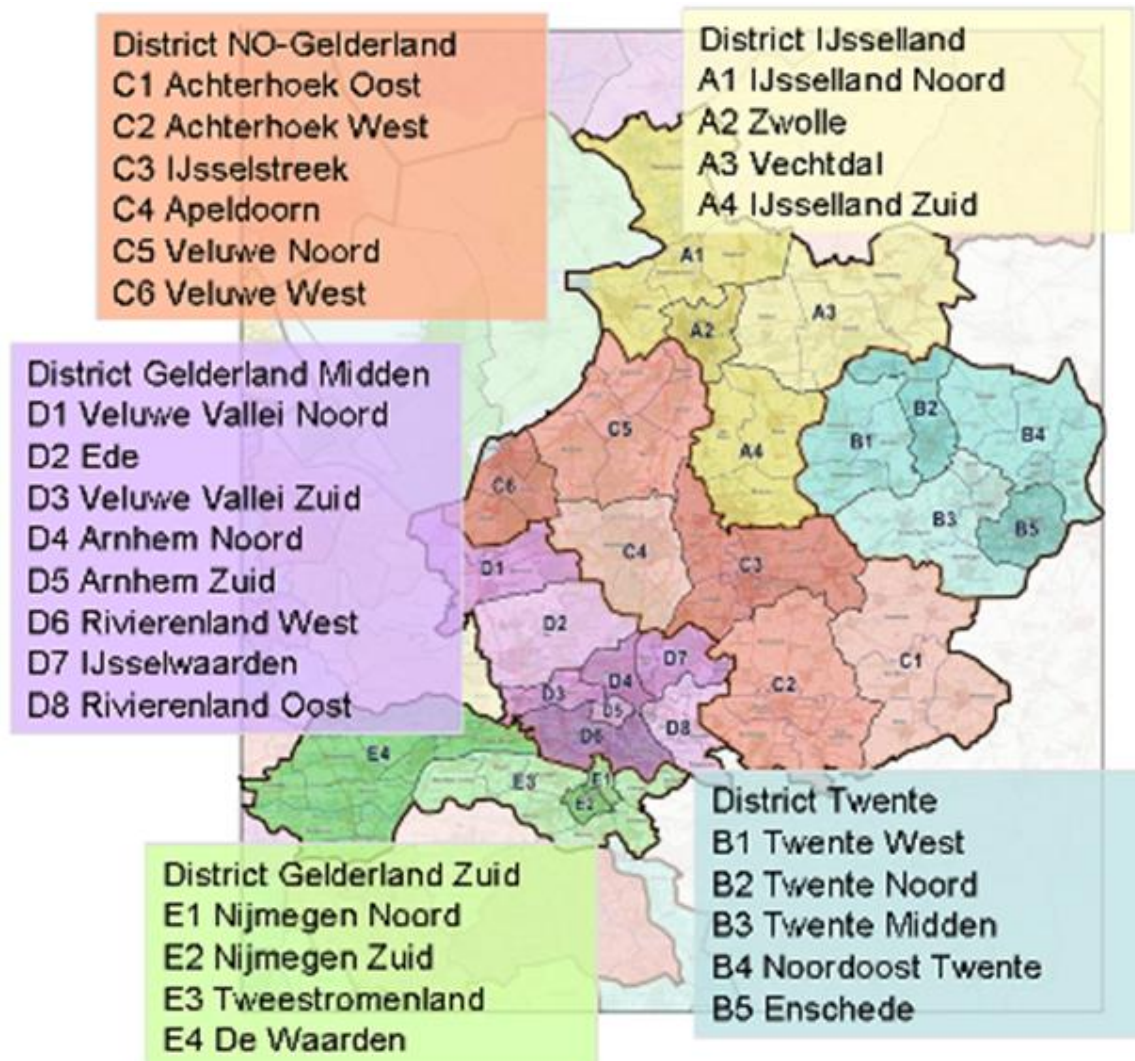 District NO-Gelderland
C1 Achterhoek Oost
C2 Achterhoek West
C3 IJsselstreek
C4 Apeldoorn
C5 Veluwe Noord
C6 Veluwe West
District IJsselland
A1 IJsselland Noord
A2 Zwolle
A3 Vechtdal
A4 IJsselland Zuid
District Gelderland Midden
D1 Veluwe Vallei Noord
D2 Ede
D3 Veluwe Vallei Zuid
D4 Arnhem Noord
D5 Arnhem Zuid
D6 Rivierenland West
D7 IJsselwaarden
D8 Rivierenland Oost
A1
A2
A3
A4
B1
B2
B4
B3
B5
C5
C6
C4
C3
C1
C2
D1
D2
D7
D4
D3
D5
D8
D6
E4
E3
E1
E2
District Gelderland Zuid
E1 Nijmegen Noord
E2 Nijmegen Zuid
E3 Tweestromenland
E4 De Waarden
District Twente
B1 Twente West
B2 Twente Noord
B3 Twente Midden
B4 Noordoost Twente
B5 Enschede